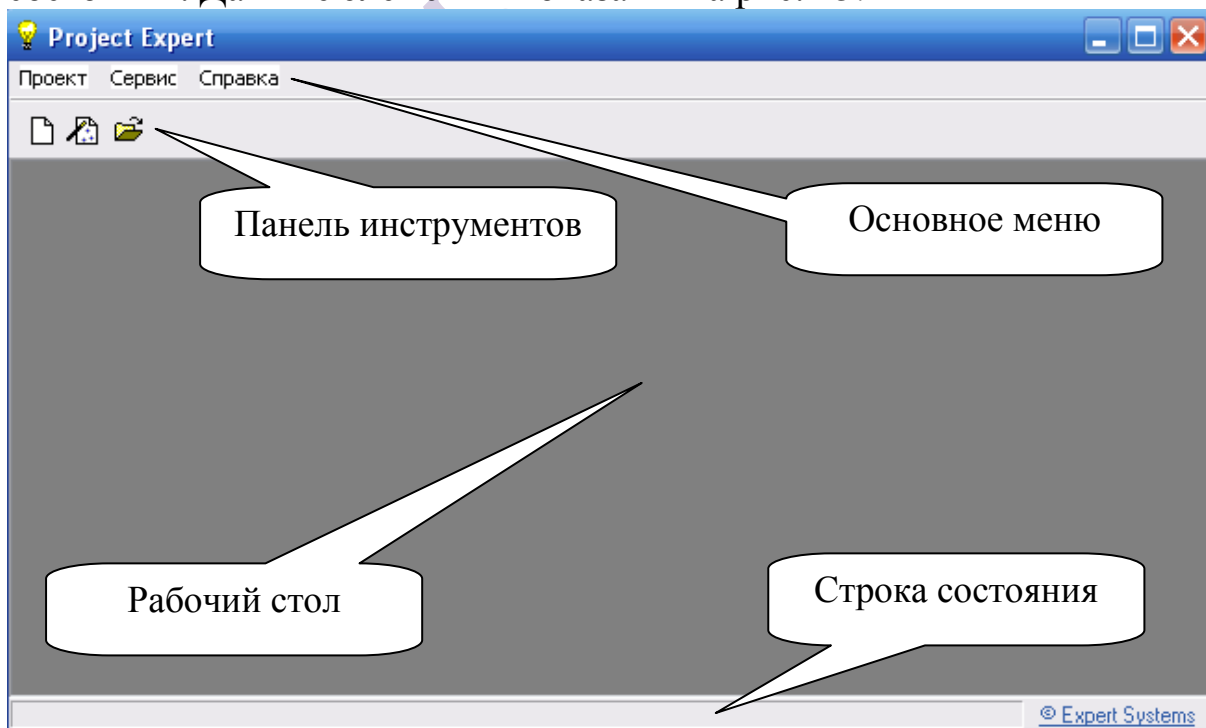 Project Expert
Проект Сервис Справка
Панель инструментов
Основное меню
Рабочий стол
Строка состояния
© Expert Systems